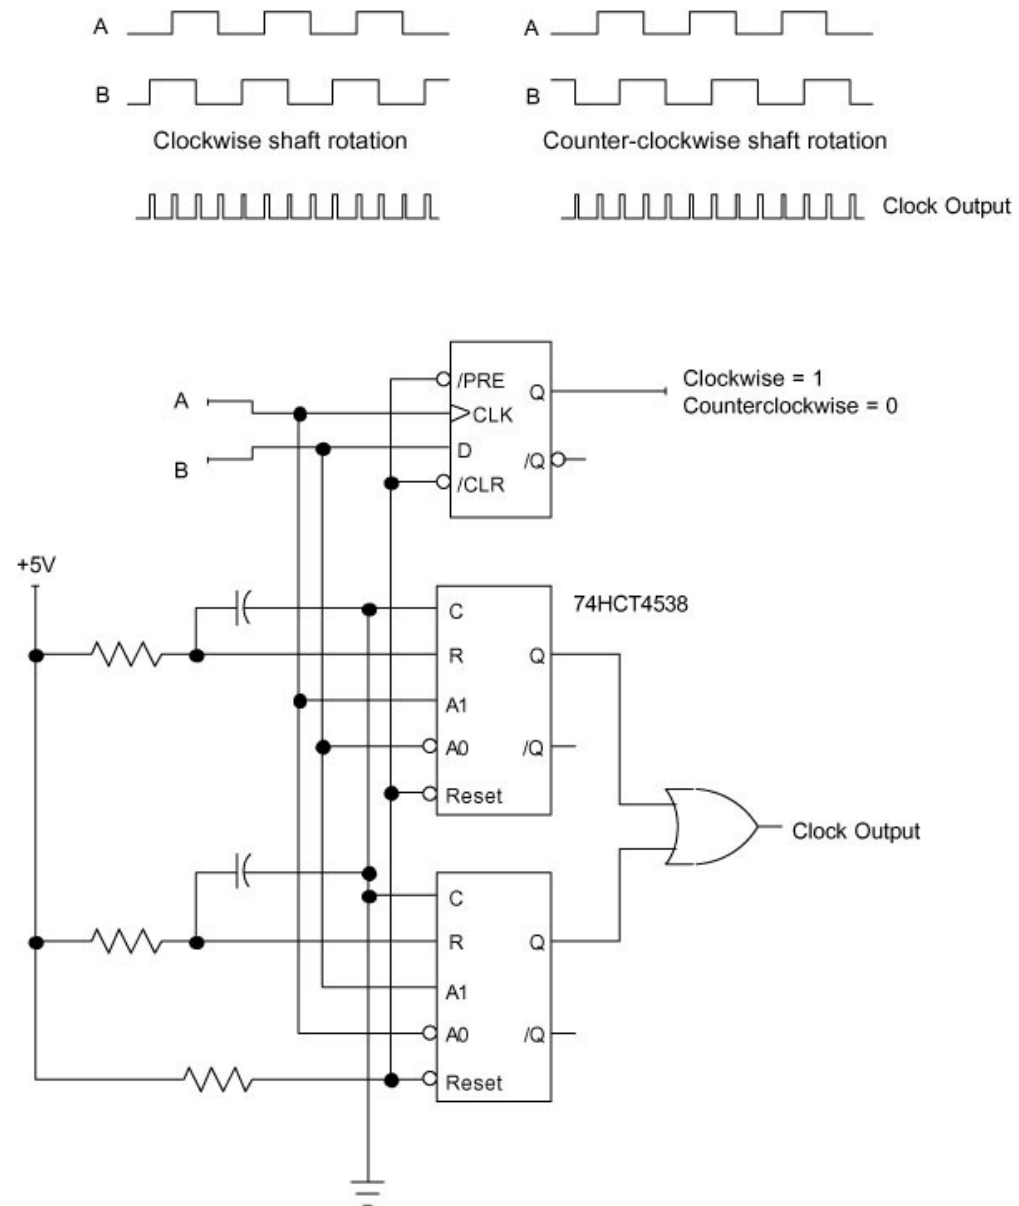 A
A
B
B
Clockwise shaft rotation
Counter-clockwise shaft rotation
Clock Output
/PRE
Q
Clockwise = 1
Counterclockwise = 0
A
CLK
D
B
/Q
/CLR
+5V
74HCT4538
C
R
Q
A1
A0
/Q
Reset
Clock Output
C
R
Q
A1
A0
/Q
Reset